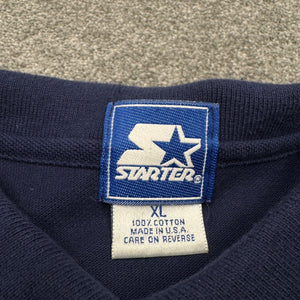 STARTER®
XL
100% COTTON
MADE IN U.S.A.
CARE ON REVERSE